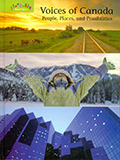 Voices of Canada
People, Places, and Possibilities